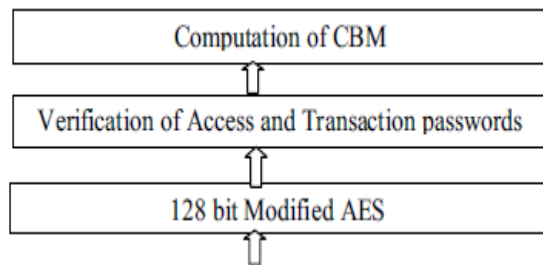 Computation of CBM
Verification of Access and Transaction passwords
128 bit Modified AES